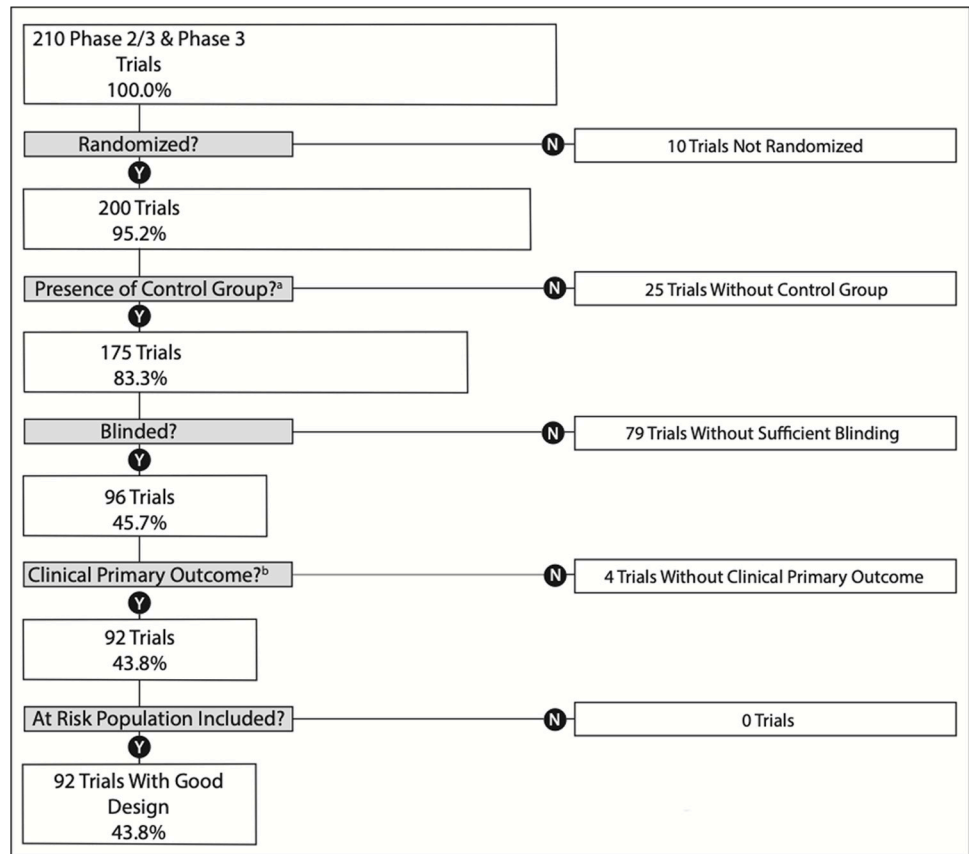 210 Phase 2/3 & Phase 3
Trials
100.0%
Randomized?
N
10 Trials Not Randomized
Y
200 Trials
95.2%
Presence of Control Group?ᵃ
N
25 Trials Without Control Group
Y
175 Trials
83.3%
Blinded?
N
79 Trials Without Sufficient Blinding
Y
96 Trials
45.7%
Clinical Primary Outcome?ᵇ
N
4 Trials Without Clinical Primary Outcome
Y
92 Trials
43.8%
At Risk Population Included?
N
0 Trials
Y
92 Trials With Good
Design
43.8%